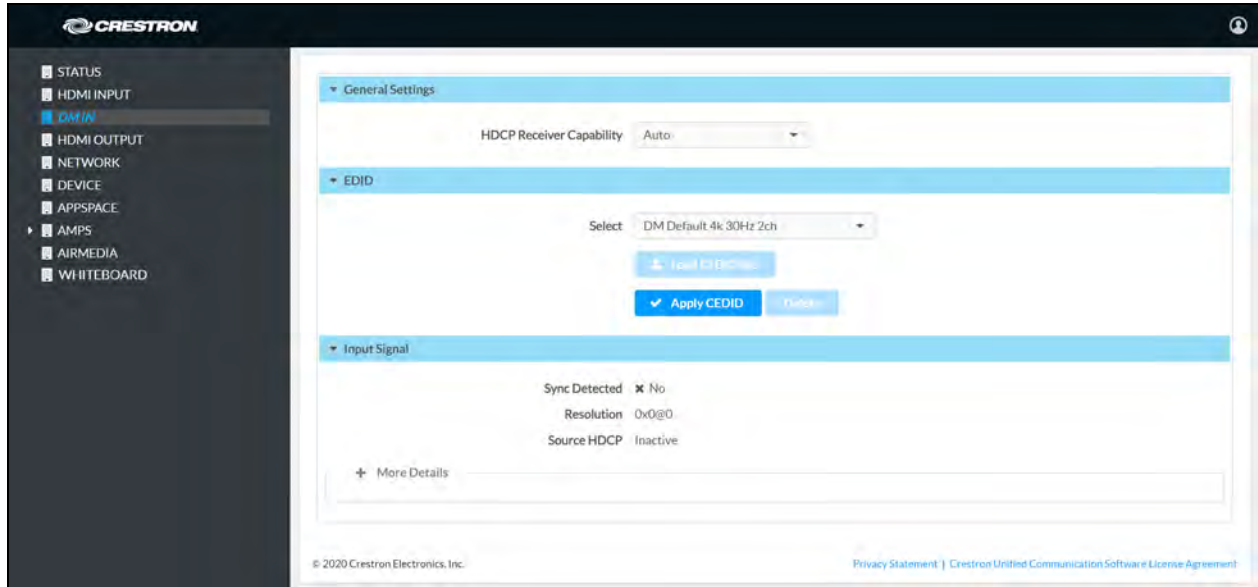 CRESTRON
STATUS
HDMI INPUT
DM IN
HDMI OUTPUT
NETWORK
DEVICE
APPSPACE
AMPS
AIRMEDIA
WHITEBOARD
General Settings
HDCP Receiver Capability Auto
EDID
Select DM Default 4k 30Hz 2ch
Apply CEDID Delete
Input Signal
Sync Detected No
Resolution 0x0@0
Source HDCP Inactive
More Details
© 2020 Crestron Electronics, Inc. Privacy Statement | Crestron Unified Communication Software License Agreement